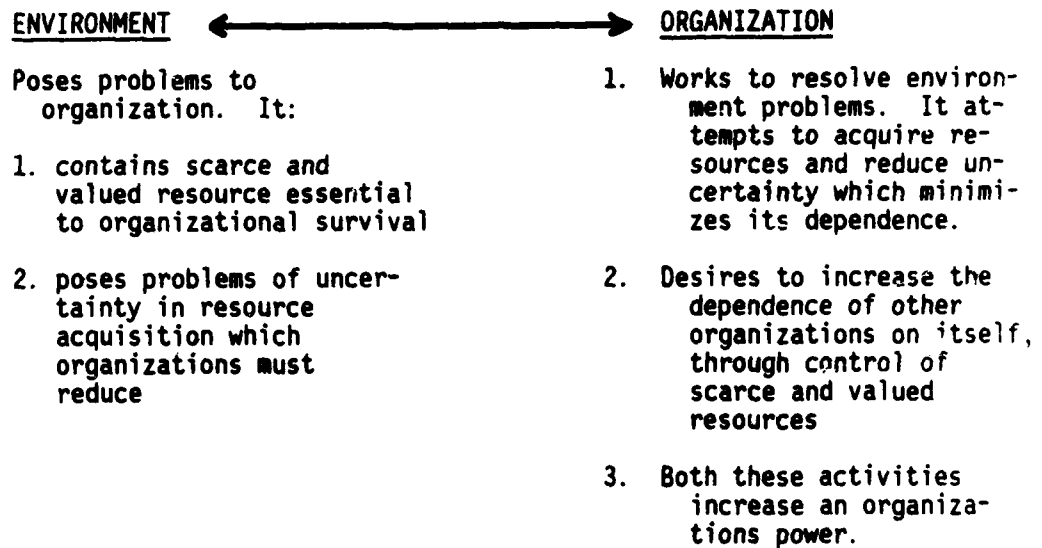 ENVIRONMENT
ORGANIZATION
Poses problems to
organization. It:
1. contains scarce and
valued resource essential
to organizational survival
2. poses problems of uncer-
tainty in resource
acquisition which
organizations must
reduce
1. Works to resolve environ-
ment problems. It at-
tempts to acquire re-
sources and reduce un-
certainty which minimi-
zes its dependence.
2. Desires to increase the
dependence of other
organizations on itself,
through control of
scarce and valued
resources
3. Both these activities
increase an organiza-
tions power.